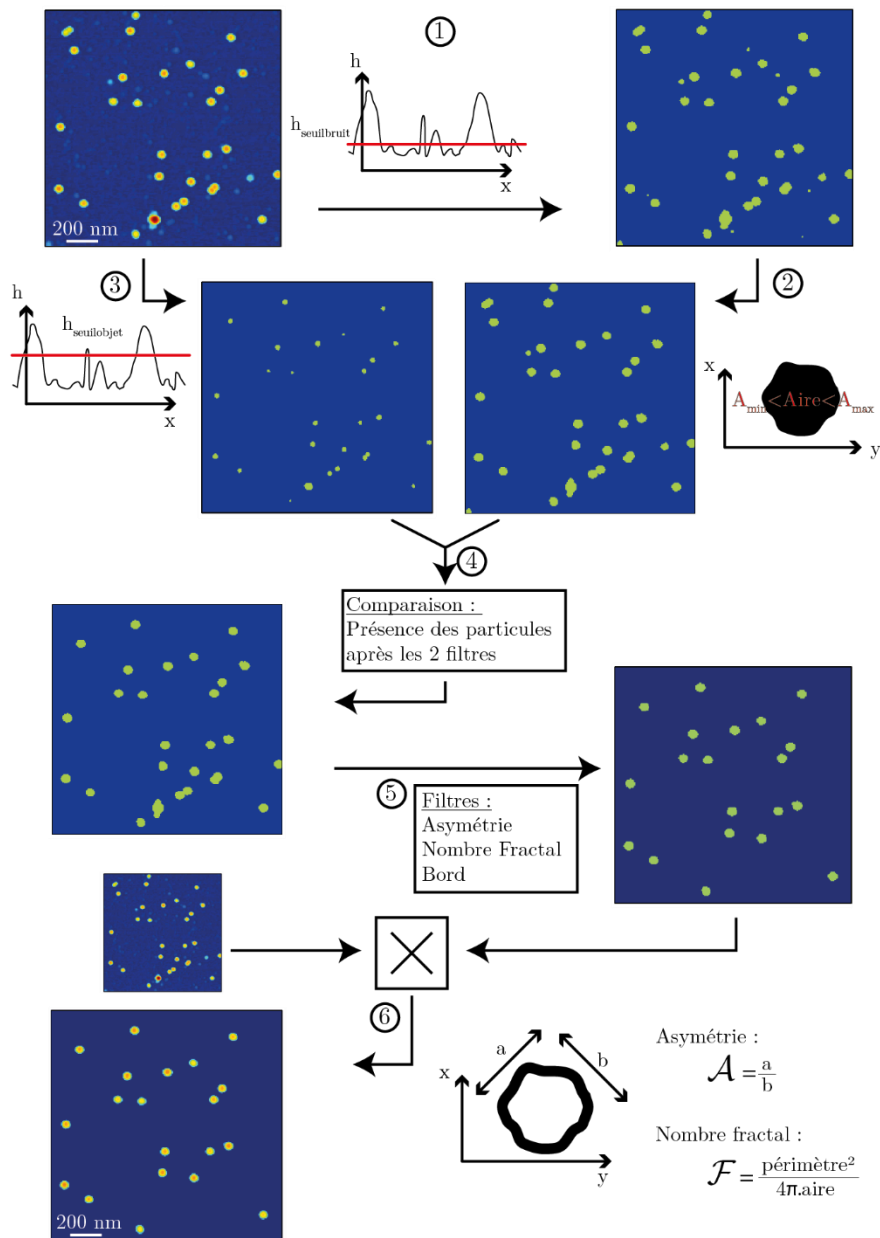 ①
h
h_seuilbruit
x
200 nm
③
②
h
h_seuilobjet
x
x
A_min<Aire<A_max
y
④
Comparaison :
Présence des particules
après les 2 filtres
⑤
Filtres :
Asymétrie
Nombre Fractal
Bord
⑥
200 nm
a
b
x
y
Asymétrie :
𝒜 = a/b
Nombre fractal :
ℱ = périmètre²/4π.aire